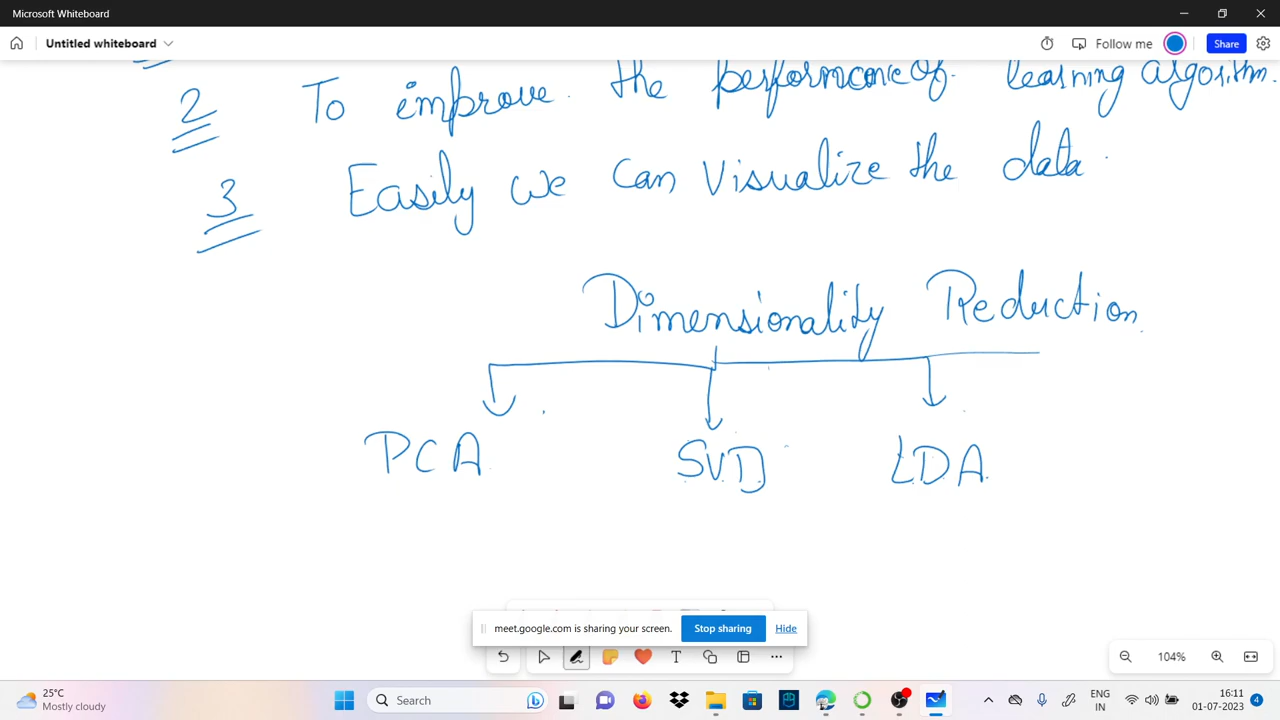 Microsoft Whiteboard
Untitled whiteboard
Follow me
Share
2 To improve the performance of learning algorithm.
3 Easily we can visualize the data
Dimensionality Reduction
PCA SVD LDA
meet.google.com is sharing your screen. Stop sharing Hide
104%
25°C
Mostly cloudy
Search
ENG
IN
16:11
01-07-2023
4